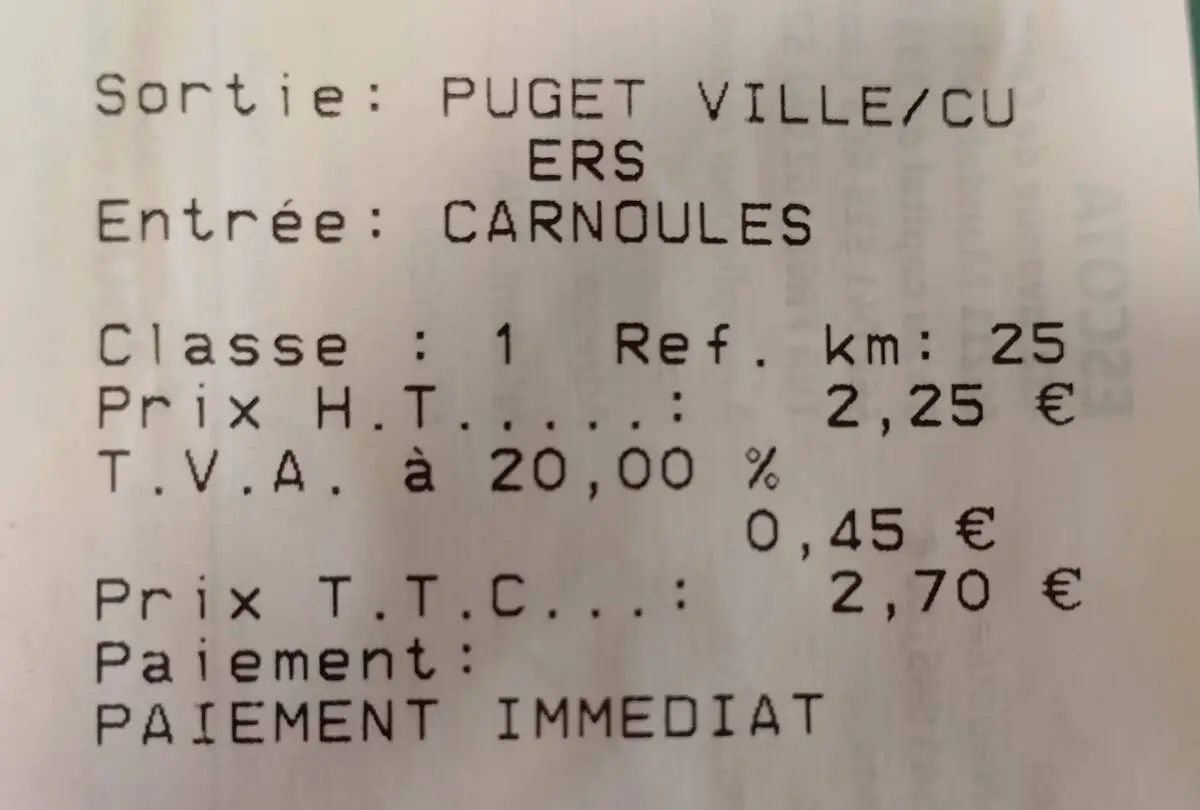 Sortie: PUGET VILLE/CU
ERS
Entrée: CARNOULES
Classe : 1 Ref. km: 25
Prix H.T.....: 2,25 €
T.V.A. à 20,00 %
0,45 €
Prix T.T.C...: 2,70 €
Paiement:
PAIEMENT IMMEDIAT
ESCOTA